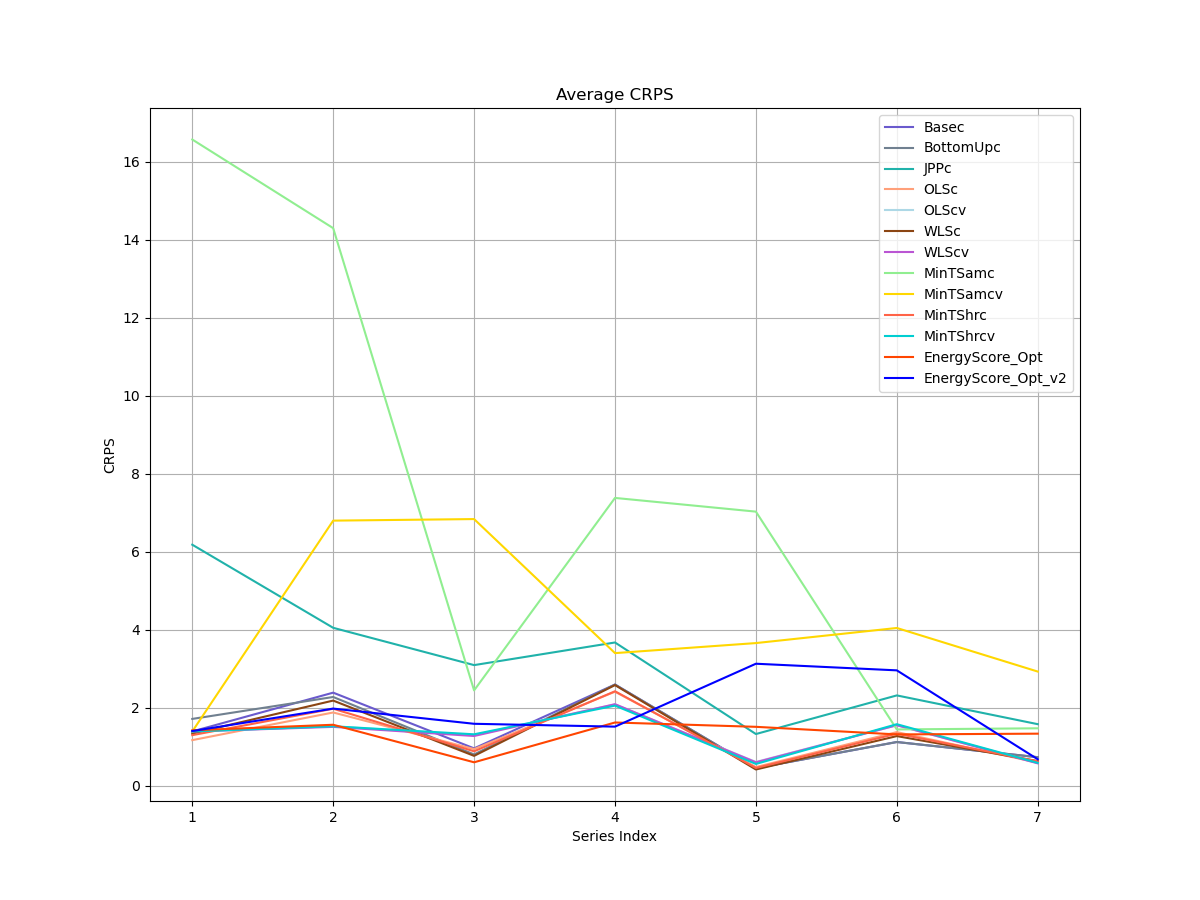 Average CRPS
CRPS
16
14
12
10
8
6
4
2
0
Basec
BottomUpc
JPPc
OLSc
OLScv
WLSc
WLScv
MinTSamc
MinTSamcv
MinTShrc
MinTShrcv
EnergyScore_Opt
EnergyScore_Opt_v2
1 2 3 4 5 6 7
Series Index